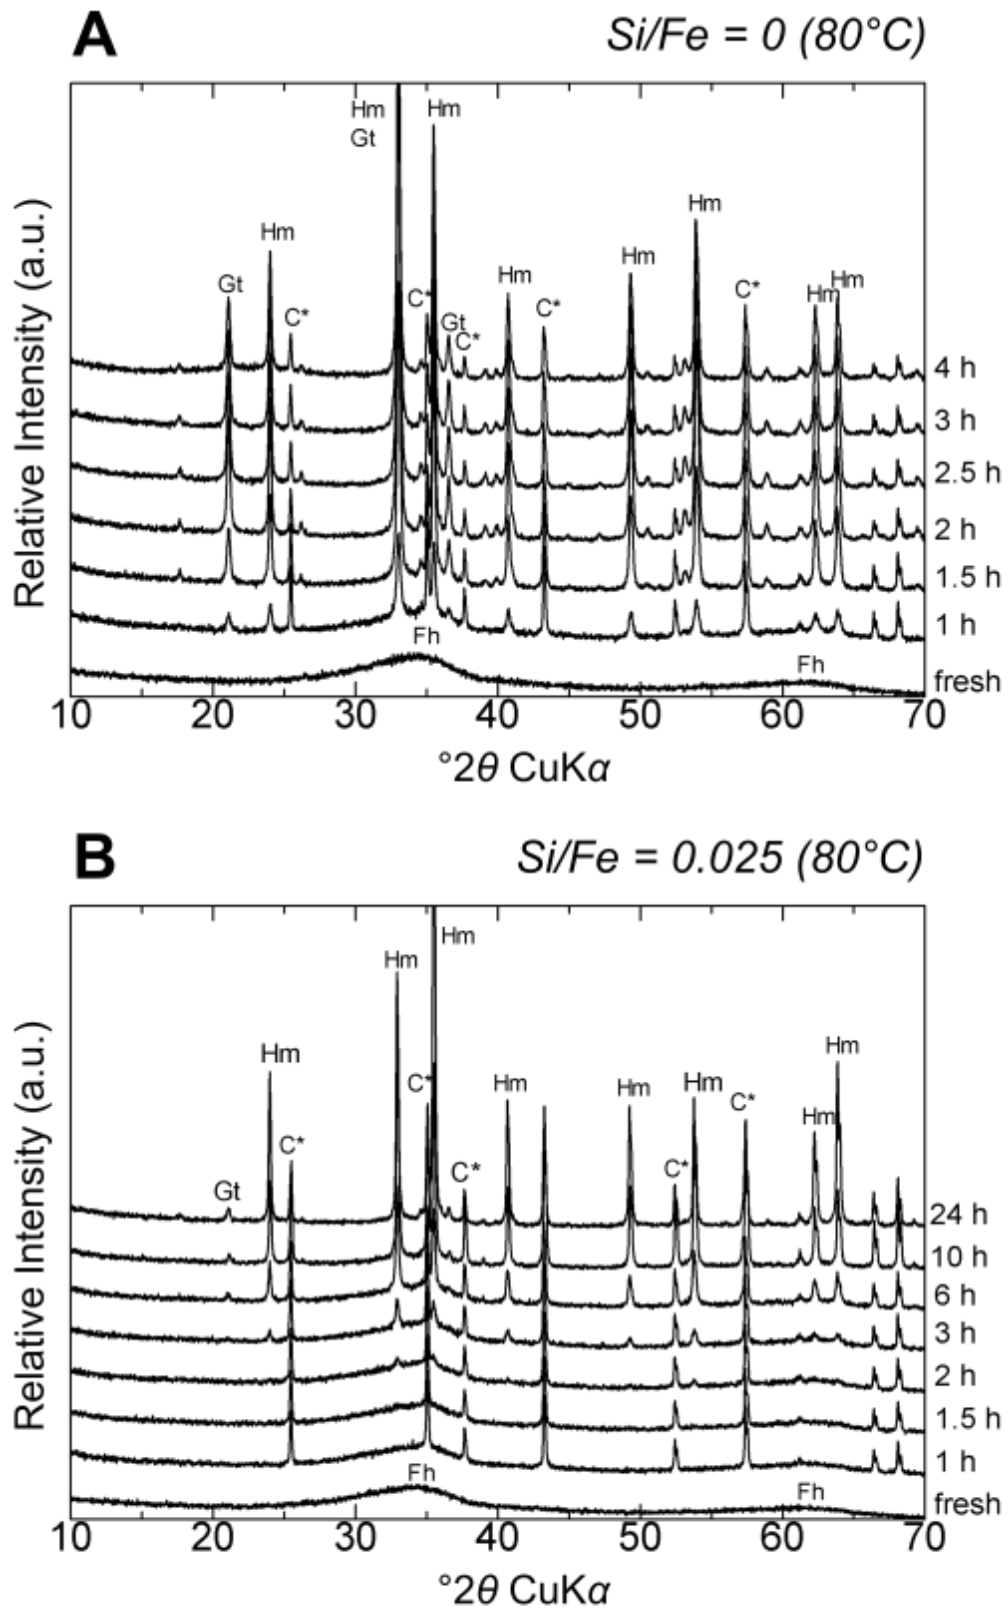 A
Si/Fe = 0 (80°C)
Hm
Gt
Hm
Hm
Gt
Hm
C*
C*
Gt
C*
Hm
C*
Hm
Hm
C*
Hm
Hm
4 h
3 h
2.5 h
2 h
1.5 h
1 h
fresh
Fh
Fh
Relative Intensity (a.u.)
10 20 30 40 50 60 70
°2θ CuKα
B
Si/Fe = 0.025 (80°C)
Hm
Hm
Hm
Gt
C*
C*
C*
Hm
Hm
C*
Hm
C*
Hm
Hm
24 h
10 h
6 h
3 h
2 h
1.5 h
1 h
fresh
Fh
Fh
Relative Intensity (a.u.)
10 20 30 40 50 60 70
°2θ CuKα